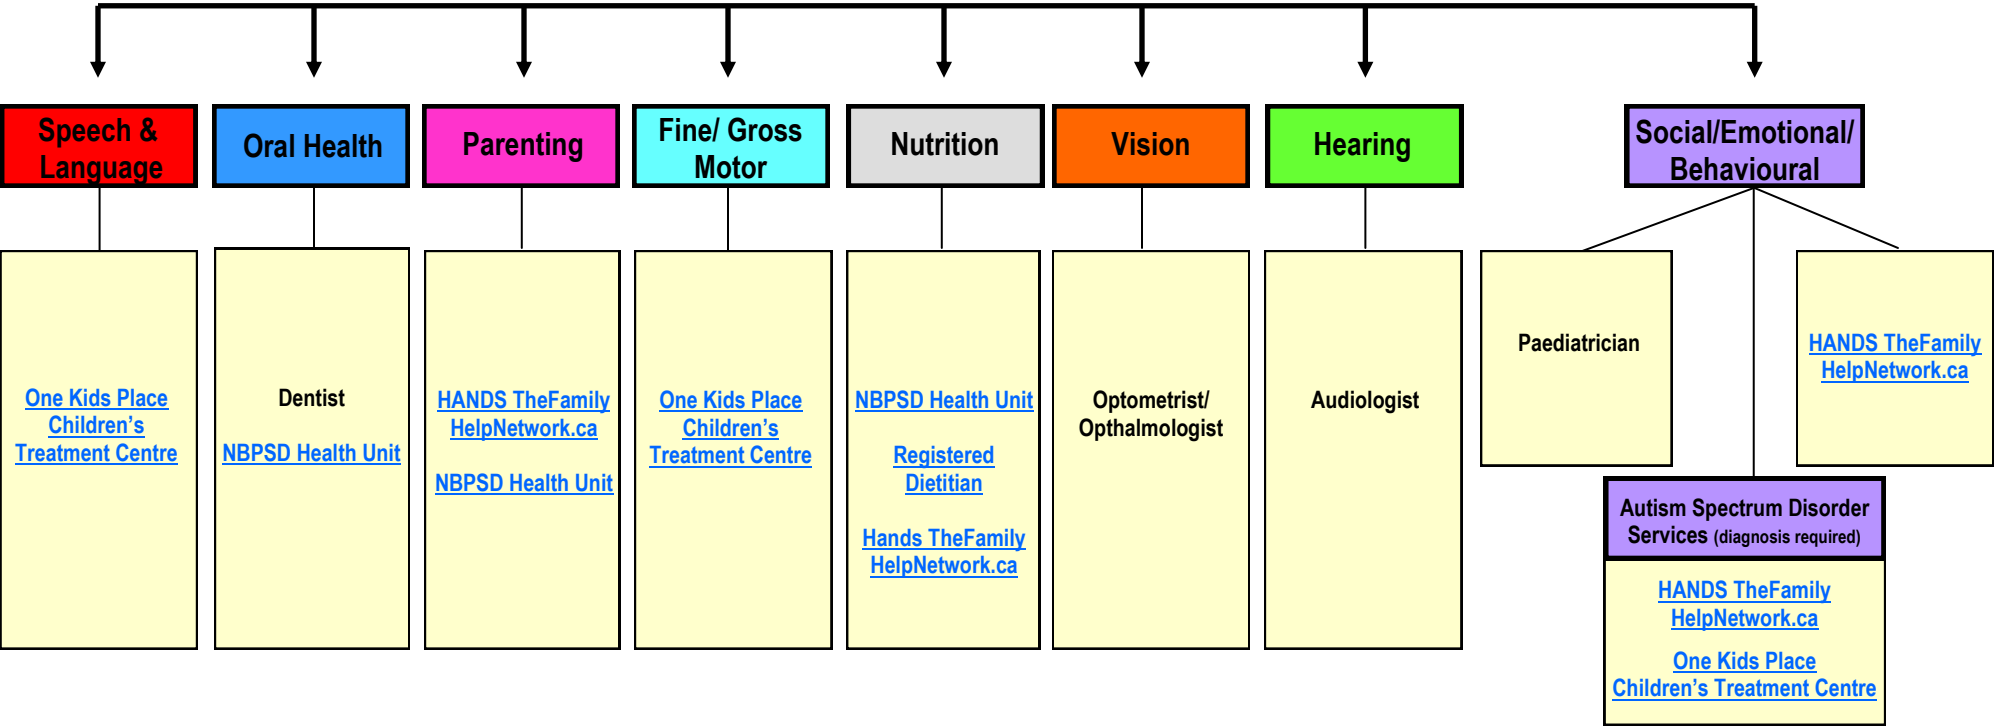 Speech &
Language
Oral Health
Parenting
Fine/ Gross
Motor
Nutrition
Vision
Hearing
Social/Emotional/
Behavioural
One Kids Place
Children’s
Treatment Centre
Dentist
NBPSD Health Unit
HANDS TheFamily
HelpNetwork.ca
NBPSD Health Unit
One Kids Place
Children’s
Treatment Centre
NBPSD Health Unit
Registered
Dietitian
Hands TheFamily
HelpNetwork.ca
Optometrist/
Opthalmologist
Audiologist
Paediatrician
HANDS TheFamily
HelpNetwork.ca
Autism Spectrum Disorder
Services (diagnosis required)
HANDS TheFamily
HelpNetwork.ca
One Kids Place
Children’s Treatment Centre